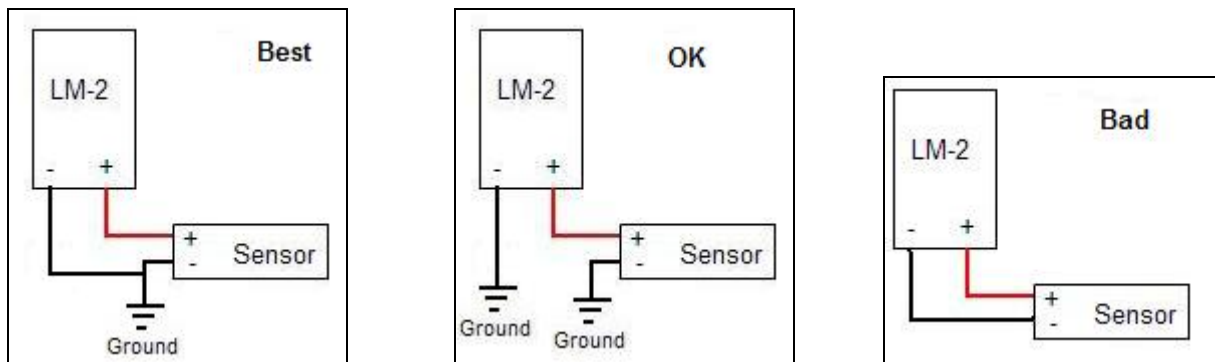 Best
LM-2
- +
+
- Sensor
Ground
OK
LM-2
- +
+
- Sensor
Ground
Ground
Bad
LM-2
- +
+
- Sensor